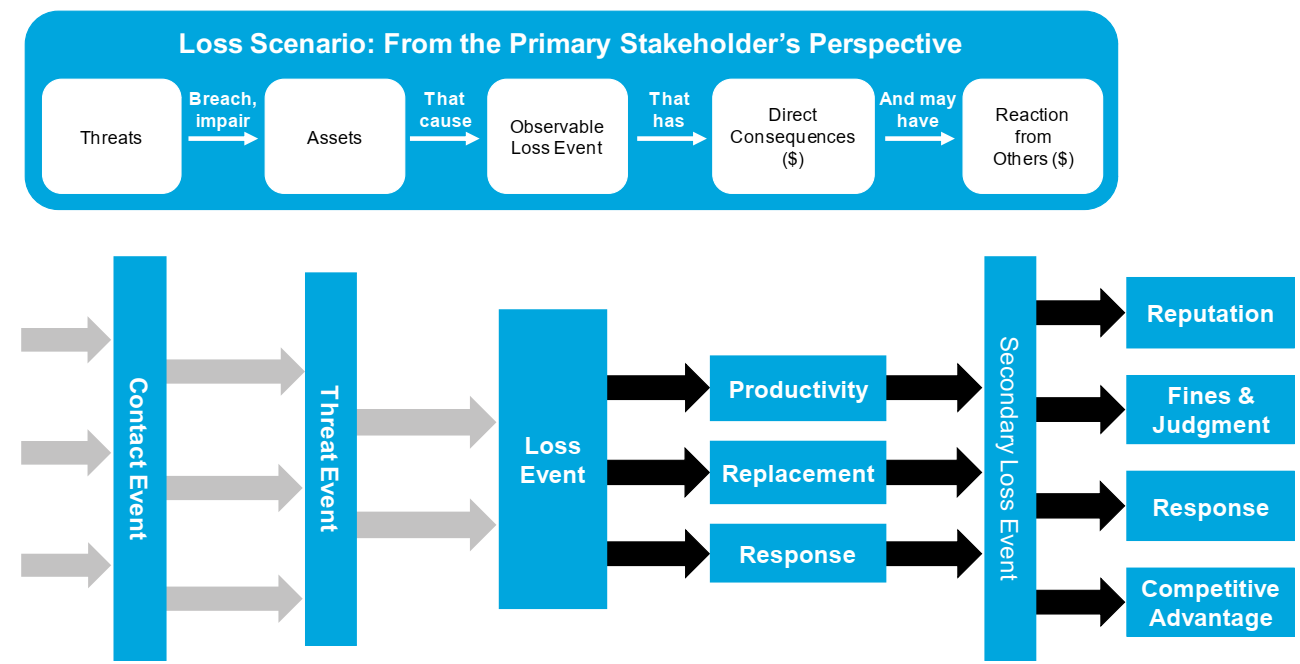 Loss Scenario: From the Primary Stakeholder's Perspective
Threats
Breach,
impair
Assets
That
cause
Observable
Loss Event
That
has
Direct
Consequences
($)
And may
have
Reaction
from
Others ($)
Contact Event
Threat Event
Loss
Event
Productivity
Replacement
Response
Secondary Loss Event
Reputation
Fines &
Judgment
Response
Competitive
Advantage